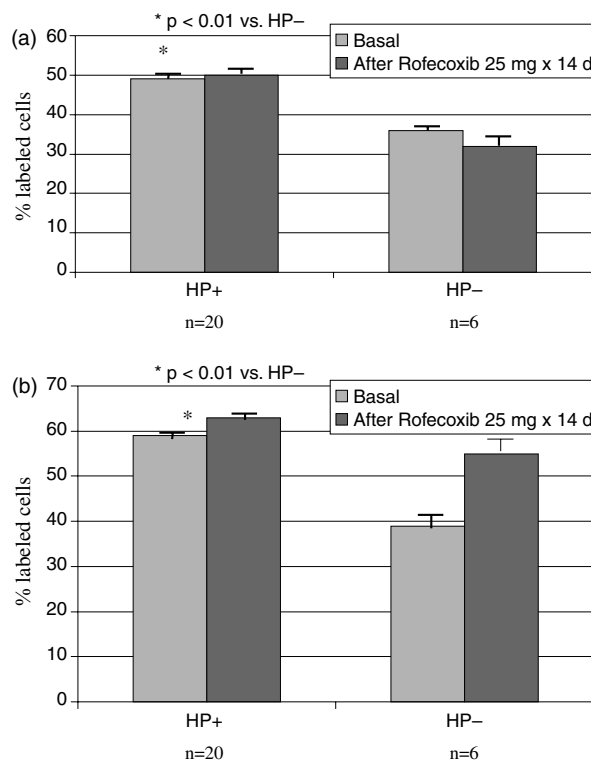 (a)
* p < 0.01 vs. HP–
Basal
After Rofecoxib 25 mg x 14 d
*
% labeled cells
60
50
40
30
20
10
0
HP+
HP–
n=20
n=6
(b)
* p < 0.01 vs. HP–
Basal
After Rofecoxib 25 mg x 14 d
*
% labeled cells
70
60
50
40
30
20
10
0
HP+
HP–
n=20
n=6